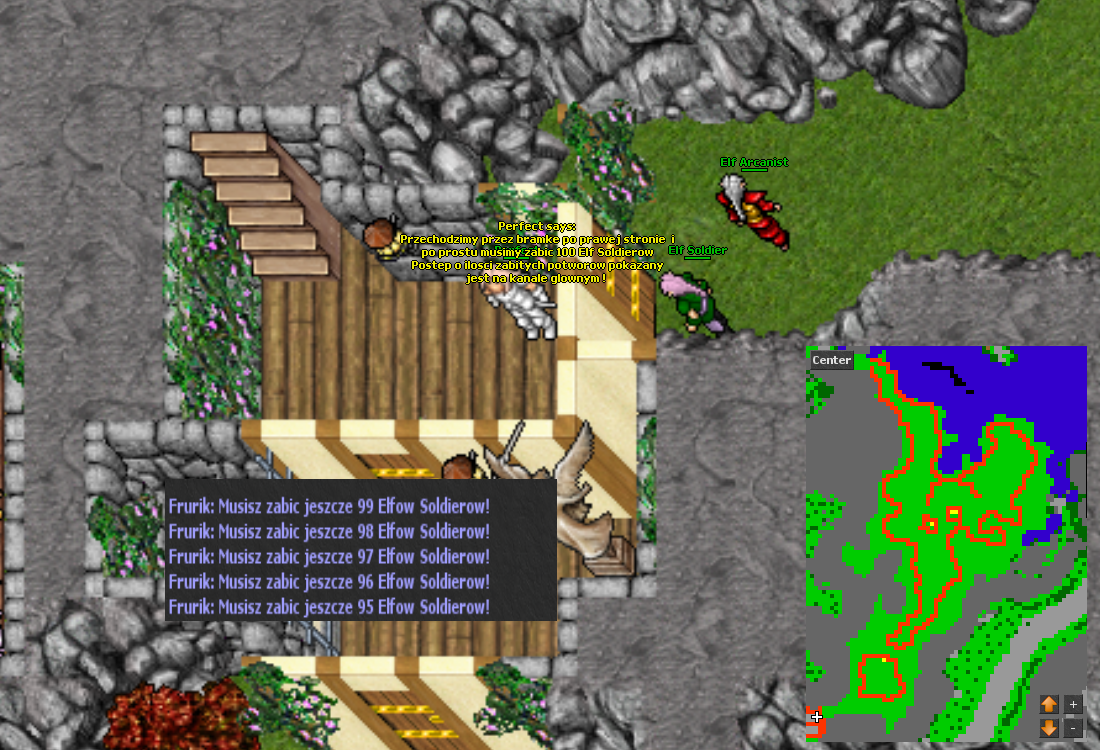 Elf Arcanist
Perfect says:
Przechodzimy przez bramke po prawej stronie i
po prostu musimy zabic 100 Elf Soldierow
Postep o ilosci zabitych potworow pokazany
jest na kanale glownym !
Elf Soldier
Center
Frurik: Musisz zabic jeszcze 99 Elfow Soldierow!
Frurik: Musisz zabic jeszcze 98 Elfow Soldierow!
Frurik: Musisz zabic jeszcze 97 Elfow Soldierow!
Frurik: Musisz zabic jeszcze 96 Elfow Soldierow!
Frurik: Musisz zabic jeszcze 95 Elfow Soldierow!